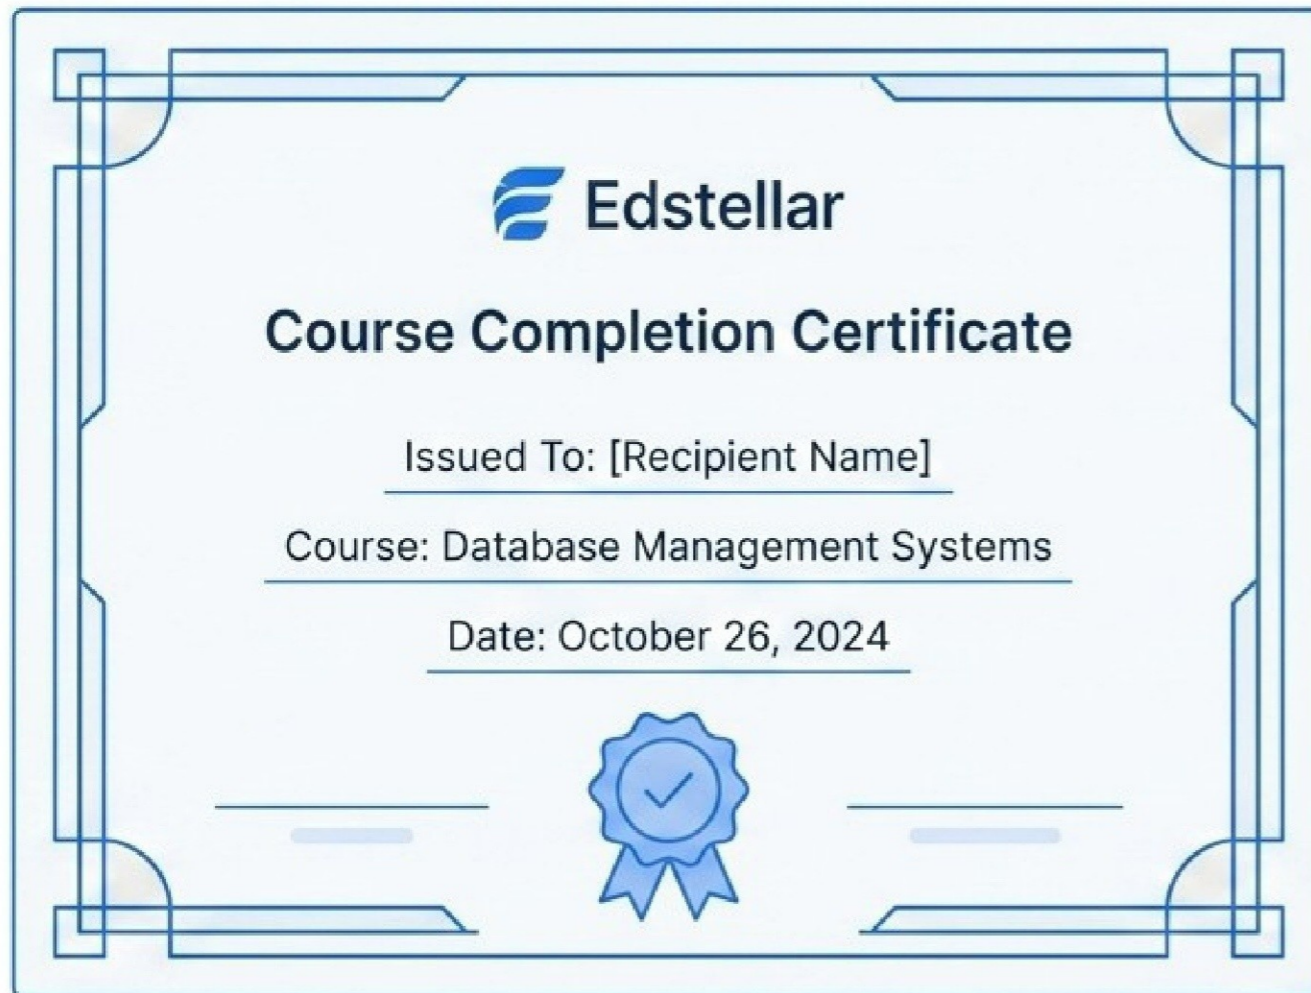 Edstellar
Course Completion Certificate
Issued To: [Recipient Name]
Course: Database Management Systems
Date: October 26, 2024